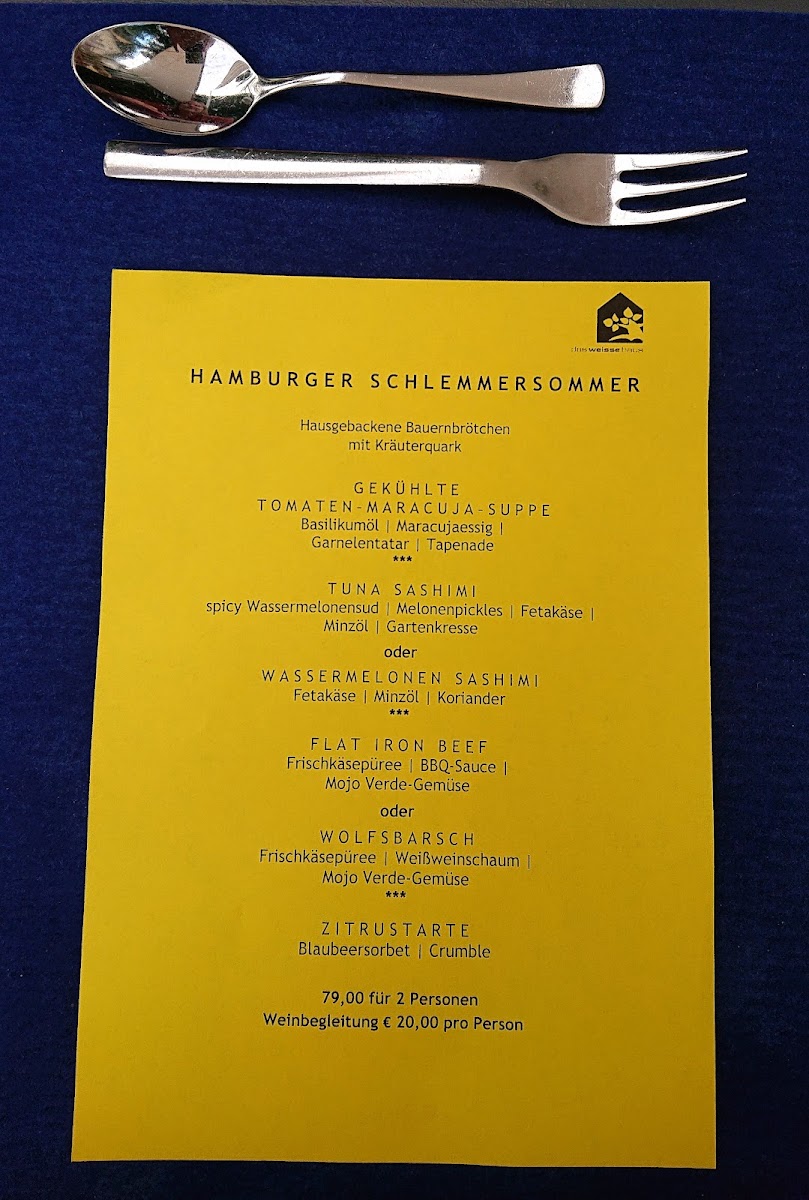 das weisse haus
HAMBURGER SCHLEMMERSOMMER
Hausgebackene Bauernbrötchen
mit Kräuterquark
GEKÜHLTE
TOMATEN-MARACUJA-SUPPE
Basilikumöl | Maracujaessig |
Garnelentatar | Tapenade
***
TUNA SASHIMI
spicy Wassermelonensud | Melonenpickles | Fetakäse |
Minzöl | Gartenkresse
oder
WASSERMELONEN SASHIMI
Fetakäse | Minzöl | Koriander
***
FLAT IRON BEEF
Frischkäsepüree | BBQ-Sauce |
Mojo Verde-Gemüse
oder
WOLFSBARSCH
Frischkäsepüree | Weißweinschaum |
Mojo Verde-Gemüse
***
ZITRUSTARTE
Blaubeersorbet | Crumble
79,00 für 2 Personen
Weinbegleitung € 20,00 pro Person